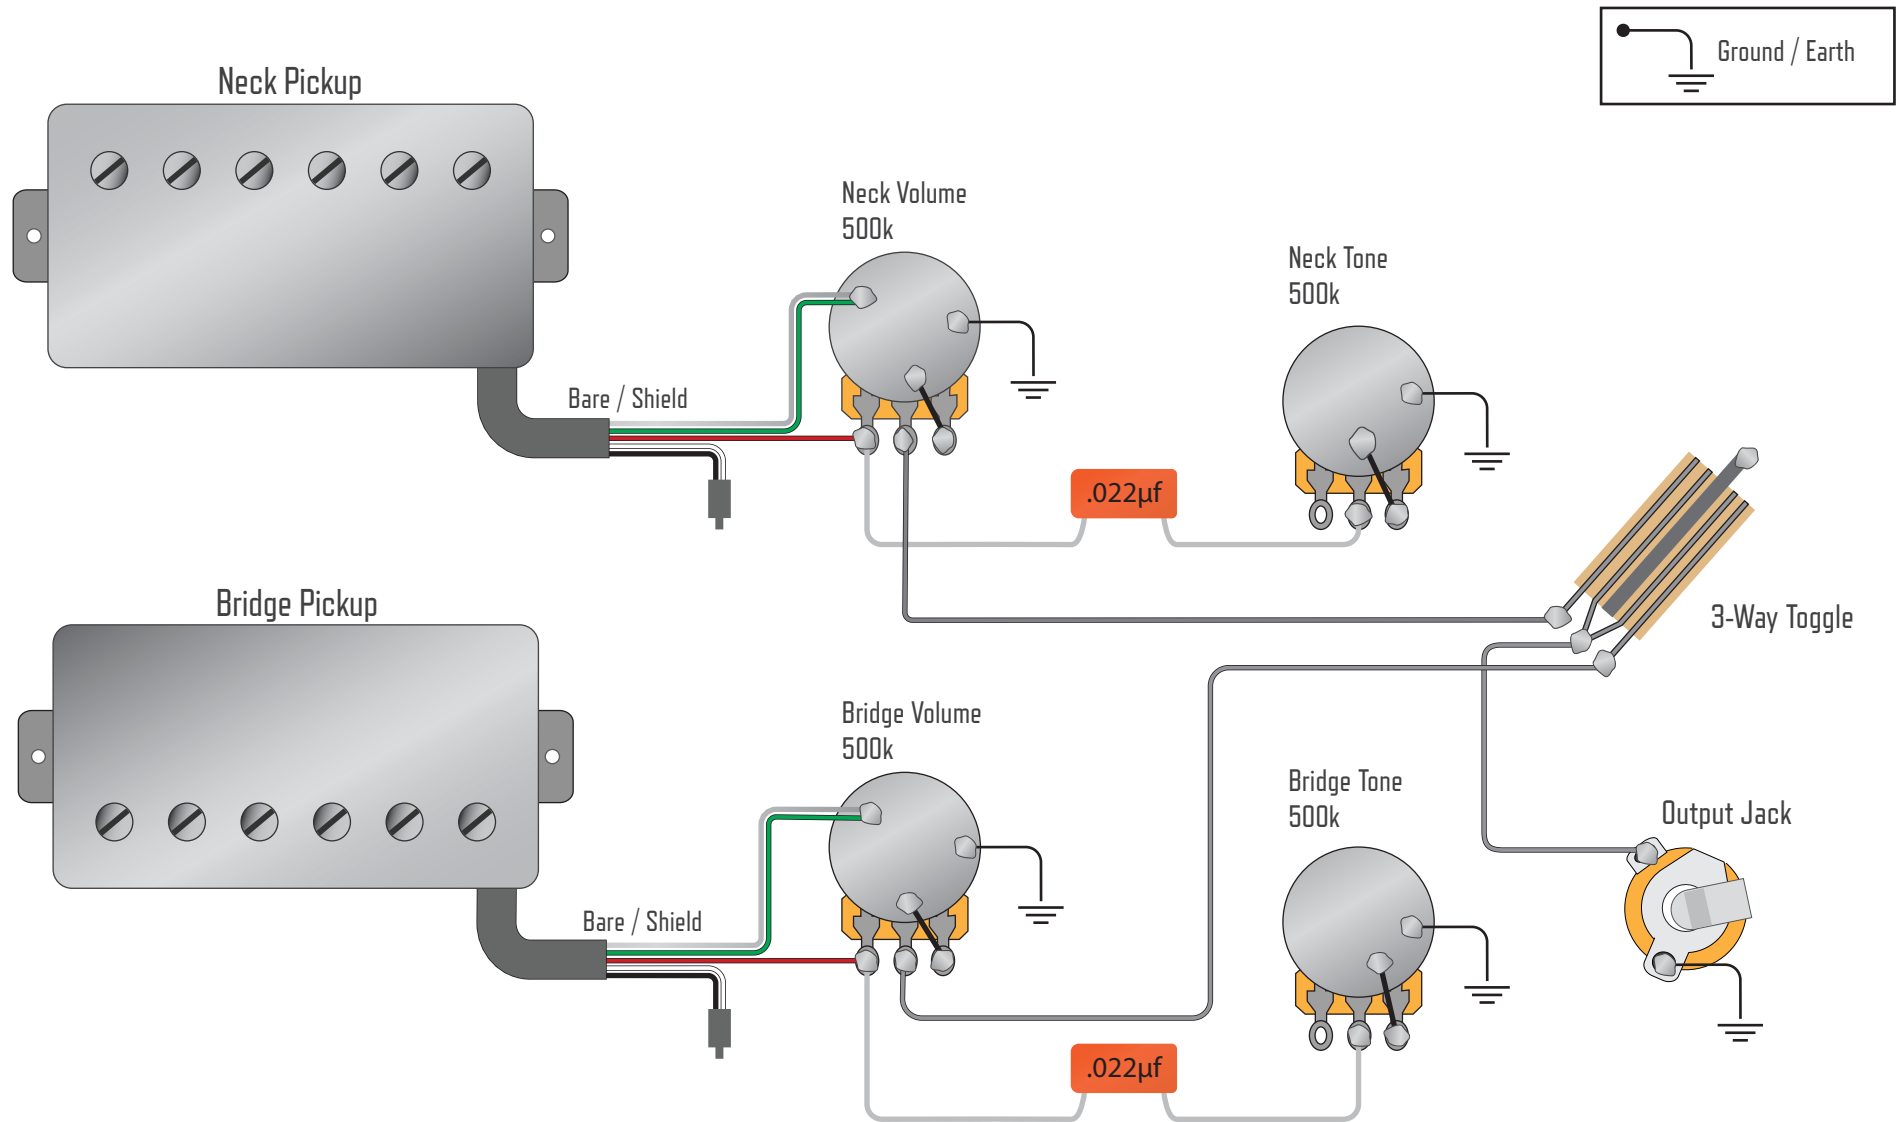 Ground / Earth
Neck Pickup
Neck Volume
500k
Neck Tone
500k
Bare / Shield
.022µf
Bridge Pickup
3-Way Toggle
Bridge Volume
500k
Bridge Tone
500k
Output Jack
Bare / Shield
.022µf